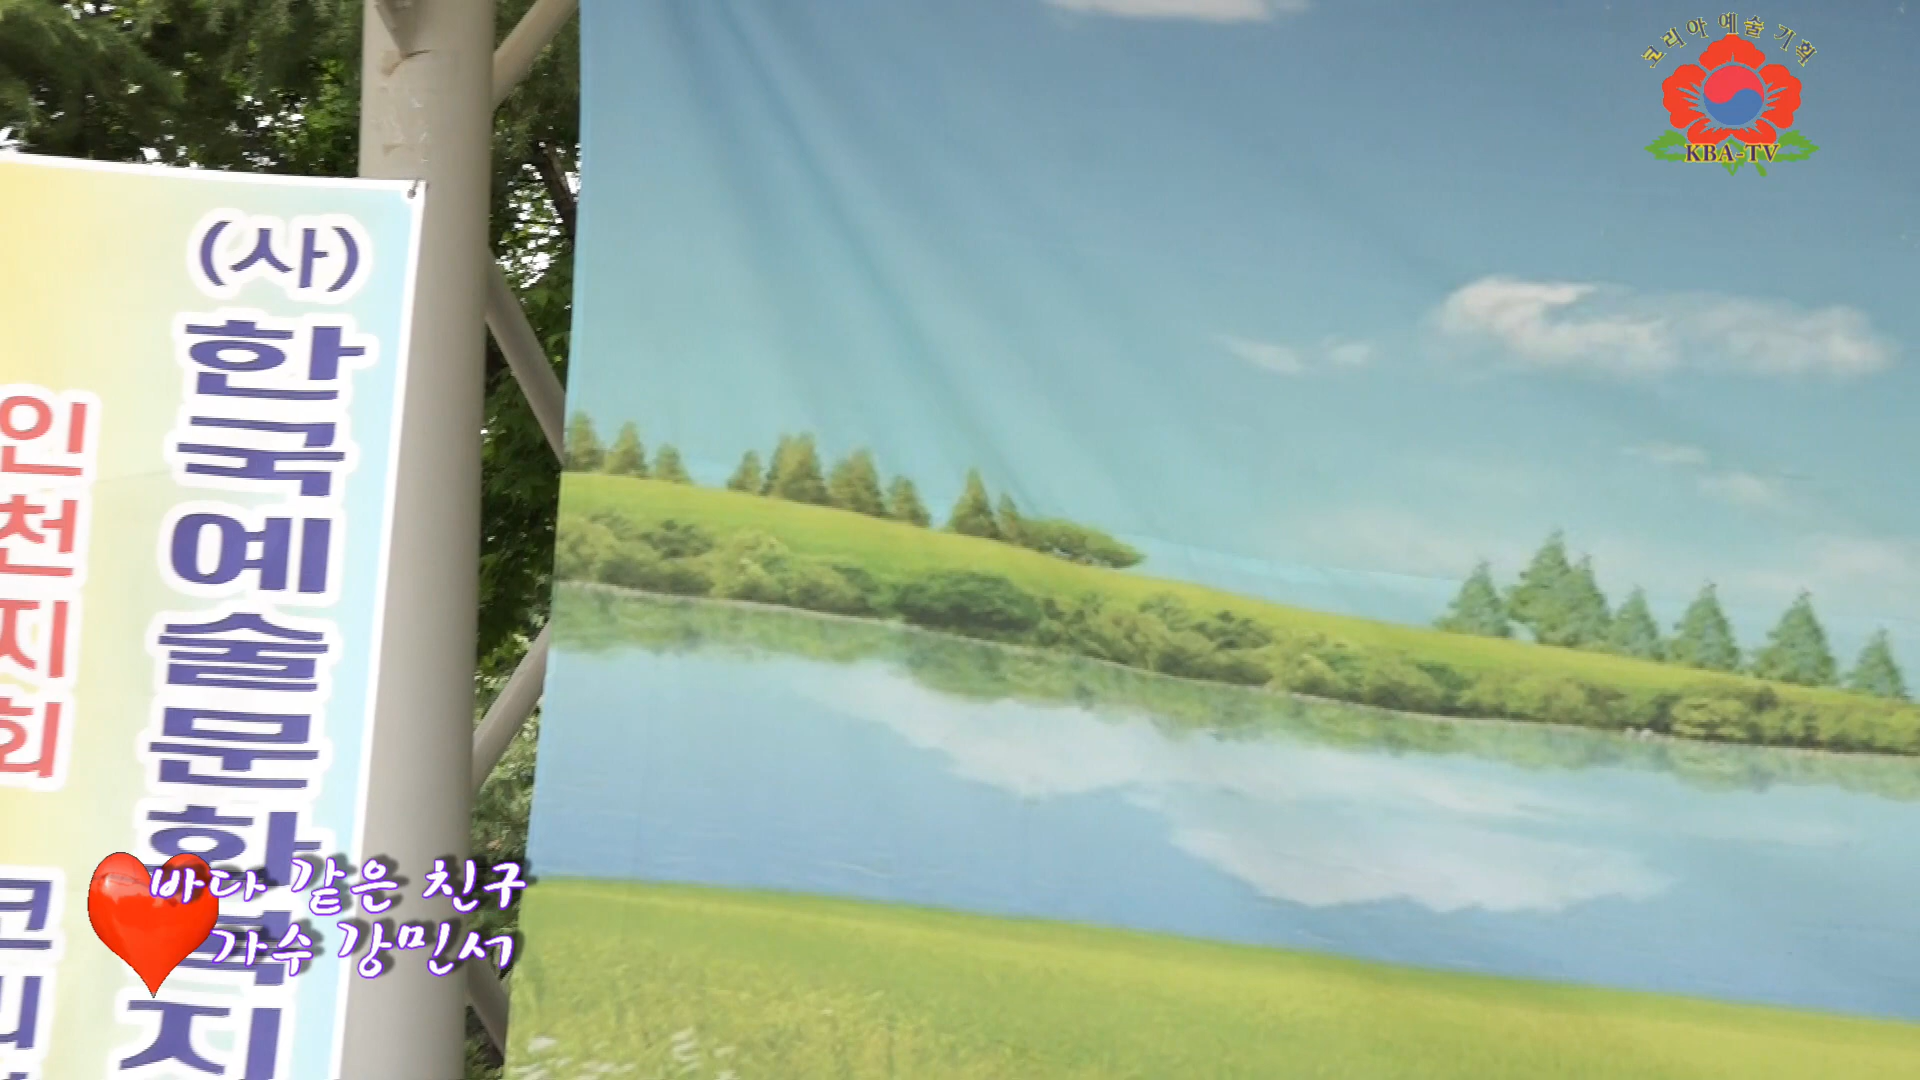 코리아 예술 기획
KBA-TV
(사)한국예술문화
인천지회
바다 같은 친구
가수 강민서